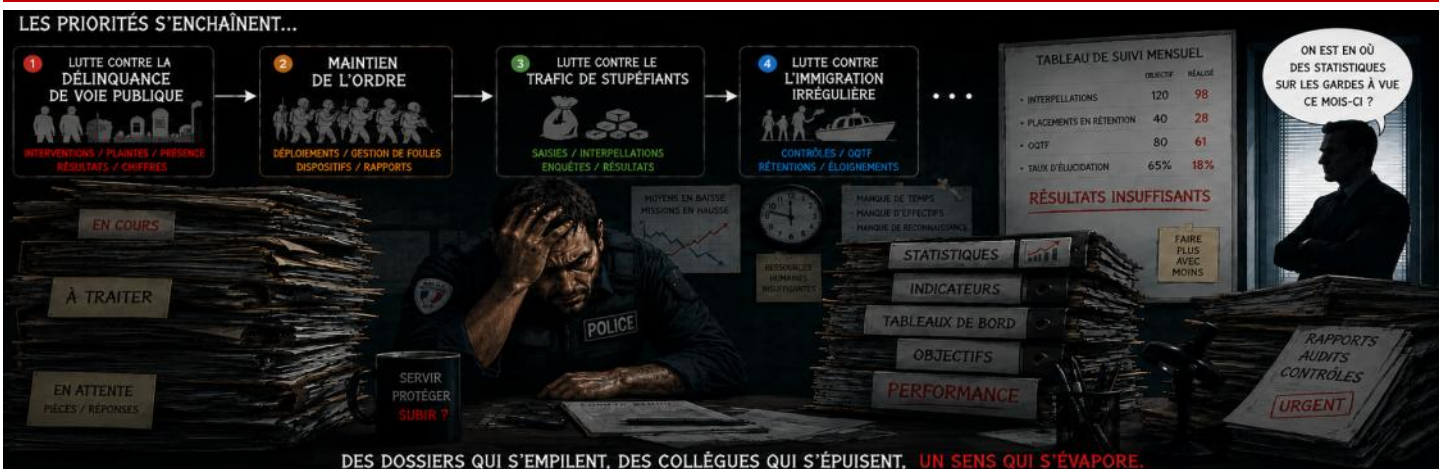 LES PRIORITÉS S'ENCHAÎNENT...
1
LUTTE CONTRE LA
DÉLINQUANCE
DE VOIE PUBLIQUE
INTERVENTIONS / PLAINTES / PRÉSENCE
RÉSULTATS / CHIFFRES
2
MAINTIEN
DE L'ORDRE
DÉPLOIEMENTS / GESTION DE FOULES
DISPOSITIFS / RAPPORTS
3
LUTTE CONTRE LE
TRAFIC DE STUPÉFIANTS
SAISIES / INTERPELLATIONS
ENQUÊTES / RÉSULTATS
4
LUTTE CONTRE
L'IMMIGRATION
IRRÉGULIÈRE
CONTRÔLES / OQTF
RÉTENTIONS / ÉLOIGNEMENTS
...
TABLEAU DE SUIVI MENSUEL
OBJECTIF RÉALISÉ
• INTERPELLATIONS 120 98
• PLACEMENTS EN RÉTENTION 40 28
• OQTF 80 61
• TAUX D'ÉLUCIDATION 65% 18%
RÉSULTATS INSUFFISANTS
ON EST EN OÙ
DES STATISTIQUES
SUR LES GARDES À VUE
CE MOIS-CI ?
EN COURS
À TRAITER
EN ATTENTE
PIÈCES / RÉPONSES
MOYENS EN BAISSE
MISSIONS EN HAUSSE
- MANQUE DE TEMPS
- MANQUE D'EFFECTIFS
- MANQUE DE RECONNAISSANCE
RESSOURCES
HUMAINES
INSUFFISANTES
POLICE
SERVIR
PROTÉGER
SUBIR ?
STATISTIQUES
INDICATEURS
TABLEAUX DE BORD
OBJECTIFS
PERFORMANCE
FAIRE
PLUS
AVEC
MOINS
RAPPORTS
AUDITS
CONTRÔLES
URGENT
DES DOSSIERS QUI S'EMPILENT, DES COLLÈGUES QUI S'ÉPUISENT, UN SENS QUI S'ÉVAPORE.